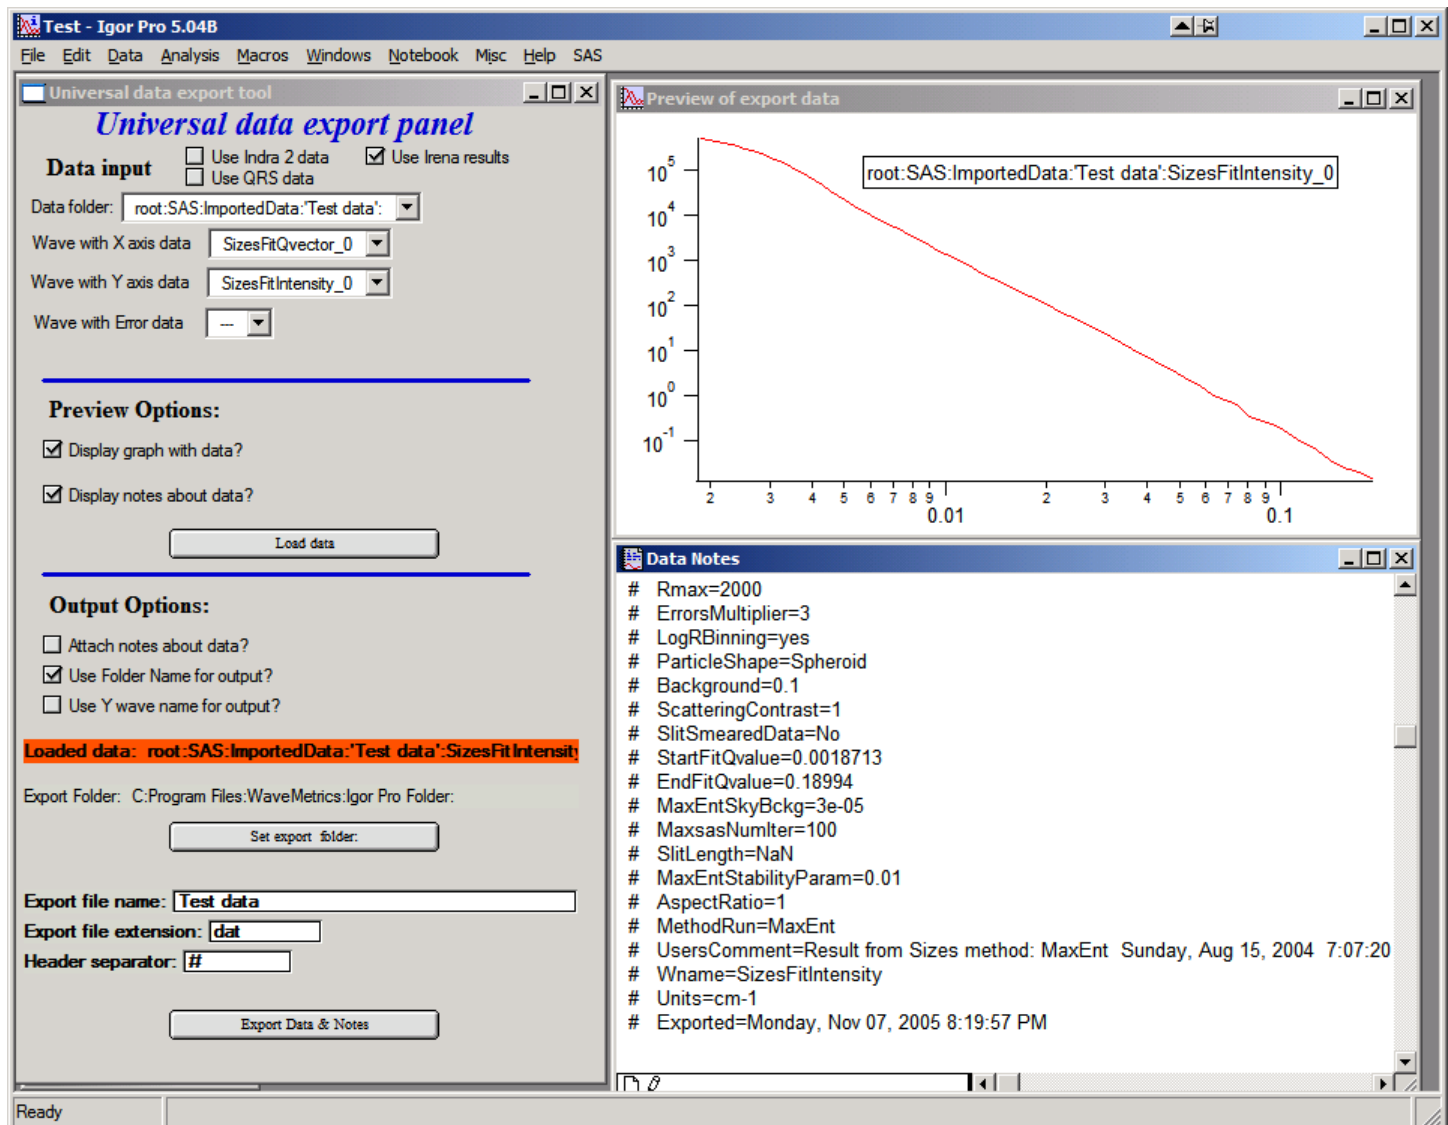 Test - Igor Pro 5.04B
File Edit Data Analysis Macros Windows Notebook Misc Help SAS
Universal data export tool
Universal data export panel
Data input
Use Indra 2 data
Use Irena results
Use QRS data
Data folder: root:SAS:ImportedData:'Test data':
Wave with X axis data SizesFitQvector_0
Wave with Y axis data SizesFitIntensity_0
Wave with Error data ---
Preview Options:
Display graph with data?
Display notes about data?
Load data
Output Options:
Attach notes about data?
Use Folder Name for output?
Use Y wave name for output?
Loaded data: root:SAS:ImportedData:'Test data':SizesFitIntensity
Export Folder: C:Program Files:WaveMetrics:Igor Pro Folder:
Set export folder:
Export file name: Test data
Export file extension: dat
Header separator: #
Export Data & Notes
Preview of export data
root:SAS:ImportedData:'Test data':SizesFitIntensity_0
10^5
10^4
10^3
10^2
10^1
10^0
10^-1
2 3 4 5 6 7 8 9 2 3 4 5 6 7 8 9
0.01 0.1
Data Notes
# Rmax=2000
# ErrorsMultiplier=3
# LogRBinning=yes
# ParticleShape=Spheroid
# Background=0.1
# ScatteringContrast=1
# SlitSmearedData=No
# StartFitQvalue=0.0018713
# EndFitQvalue=0.18994
# MaxEntSkyBckg=3e-05
# MaxsasNumIter=100
# SlitLength=NaN
# MaxEntStabilityParam=0.01
# AspectRatio=1
# MethodRun=MaxEnt
# UsersComment=Result from Sizes method: MaxEnt Sunday, Aug 15, 2004 7:07:20
# Wname=SizesFitIntensity
# Units=cm-1
# Exported=Monday, Nov 07, 2005 8:19:57 PM
Ready